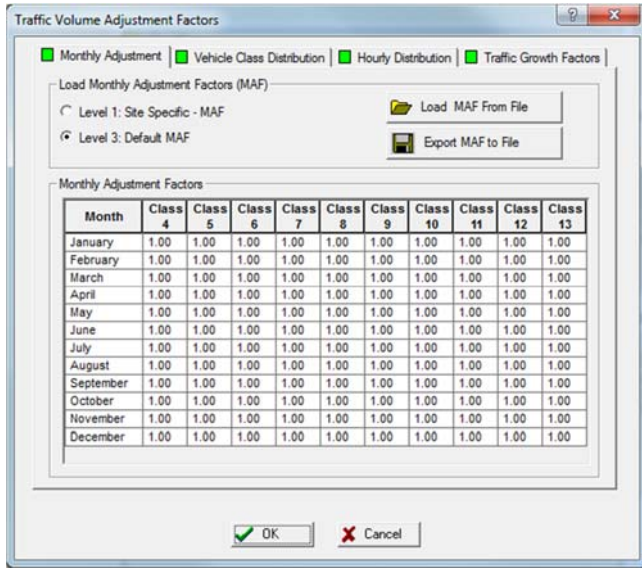 Traffic Volume Adjustment Factors
Monthly Adjustment Vehicle Class Distribution Hourly Distribution Traffic Growth Factors
Load Monthly Adjustment Factors (MAF)
Level 1: Site Specific - MAF
Load MAF From File
Level 3: Default MAF
Export MAF to File
Monthly Adjustment Factors
Month Class 4 Class 5 Class 6 Class 7 Class 8 Class 9 Class 10 Class 11 Class 12 Class 13
January 1.00 1.00 1.00 1.00 1.00 1.00 1.00 1.00 1.00 1.00
February 1.00 1.00 1.00 1.00 1.00 1.00 1.00 1.00 1.00 1.00
March 1.00 1.00 1.00 1.00 1.00 1.00 1.00 1.00 1.00 1.00
April 1.00 1.00 1.00 1.00 1.00 1.00 1.00 1.00 1.00 1.00
May 1.00 1.00 1.00 1.00 1.00 1.00 1.00 1.00 1.00 1.00
June 1.00 1.00 1.00 1.00 1.00 1.00 1.00 1.00 1.00 1.00
July 1.00 1.00 1.00 1.00 1.00 1.00 1.00 1.00 1.00 1.00
August 1.00 1.00 1.00 1.00 1.00 1.00 1.00 1.00 1.00 1.00
September 1.00 1.00 1.00 1.00 1.00 1.00 1.00 1.00 1.00 1.00
October 1.00 1.00 1.00 1.00 1.00 1.00 1.00 1.00 1.00 1.00
November 1.00 1.00 1.00 1.00 1.00 1.00 1.00 1.00 1.00 1.00
December 1.00 1.00 1.00 1.00 1.00 1.00 1.00 1.00 1.00 1.00
OK Cancel